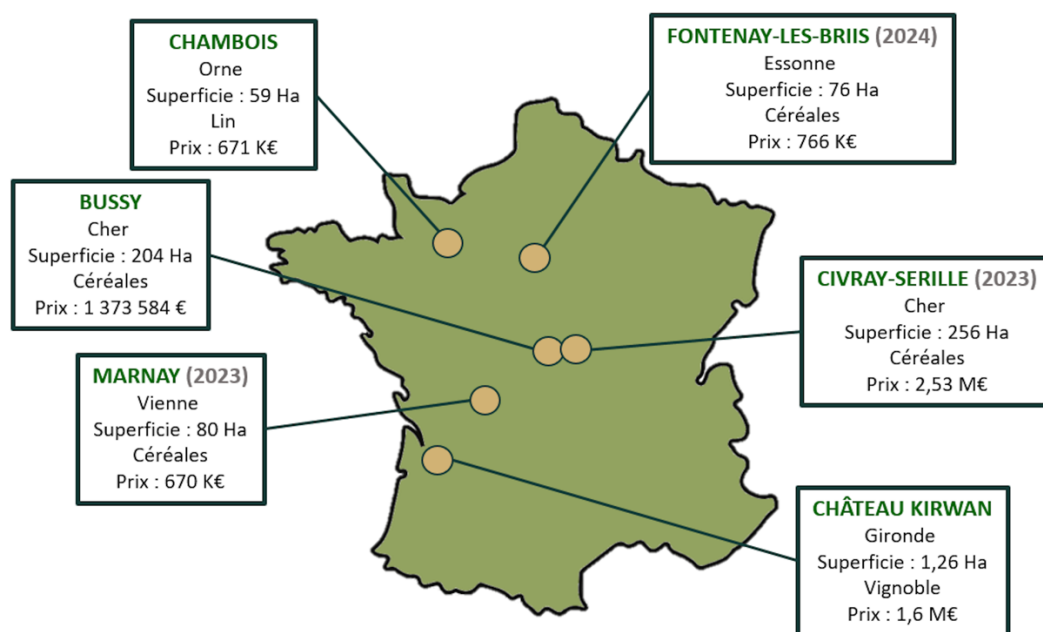 CHAMBOIS
Orne
Superficie : 59 Ha
Lin
Prix : 671 K€
FONTENAY-LES-BRIIS (2024)
Essonne
Superficie : 76 Ha
Céréales
Prix : 766 K€
BUSSY
Cher
Superficie : 204 Ha
Céréales
Prix : 1 373 584 €
CIVRAY-SERILLE (2023)
Cher
Superficie : 256 Ha
Céréales
Prix : 2,53 M€
MARNAY (2023)
Vienne
Superficie : 80 Ha
Céréales
Prix : 670 K€
CHÂTEAU KIRWAN
Gironde
Superficie : 1,26 Ha
Vignoble
Prix : 1,6 M€